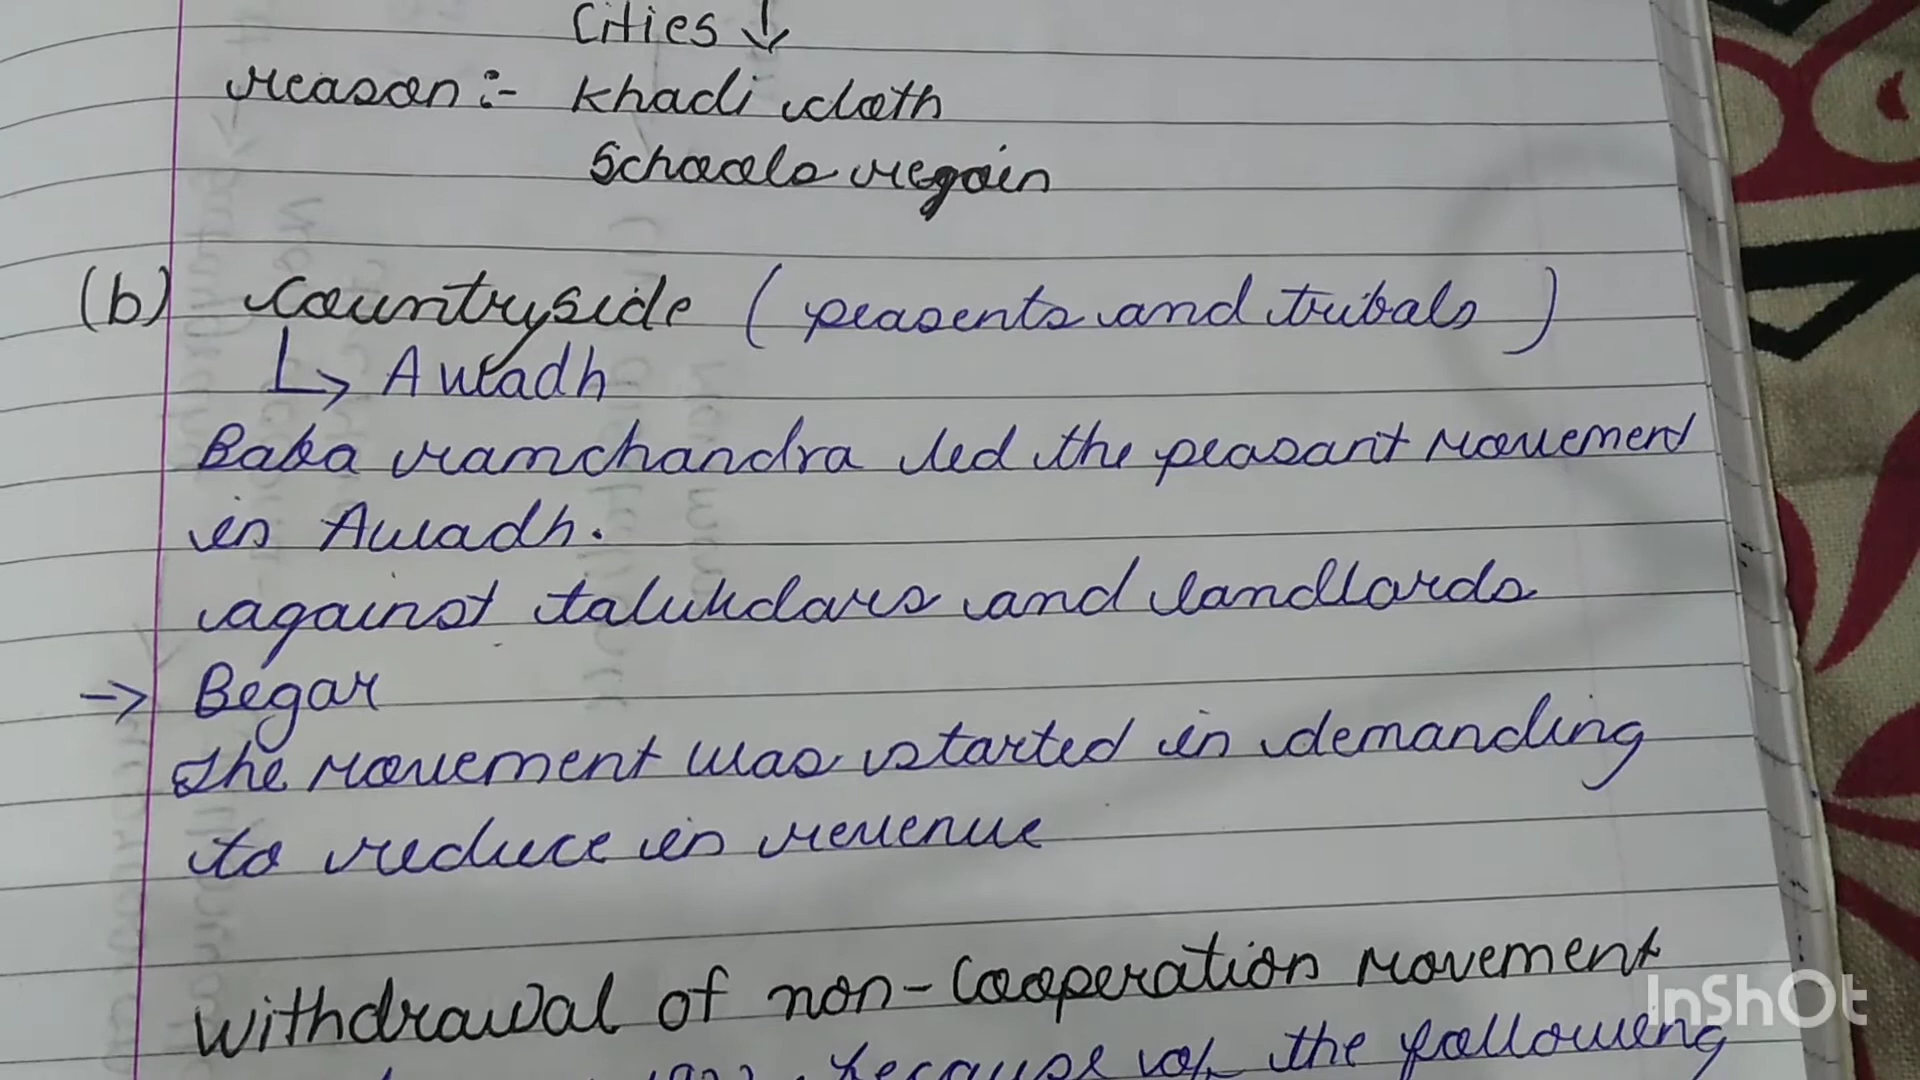 Cities ↓
reason :- Khadi cloth
Schools regain
(b) Countryside ( peasents and tribals )
↳ Awadh
Baba ramchandra led the peasant movement
in Awadh.
against talukdars and landlords
→ Begar
The movement was started in demanding
to reduce in revenue
Withdrawal of non-Cooperation movement
because of the following
InShOt